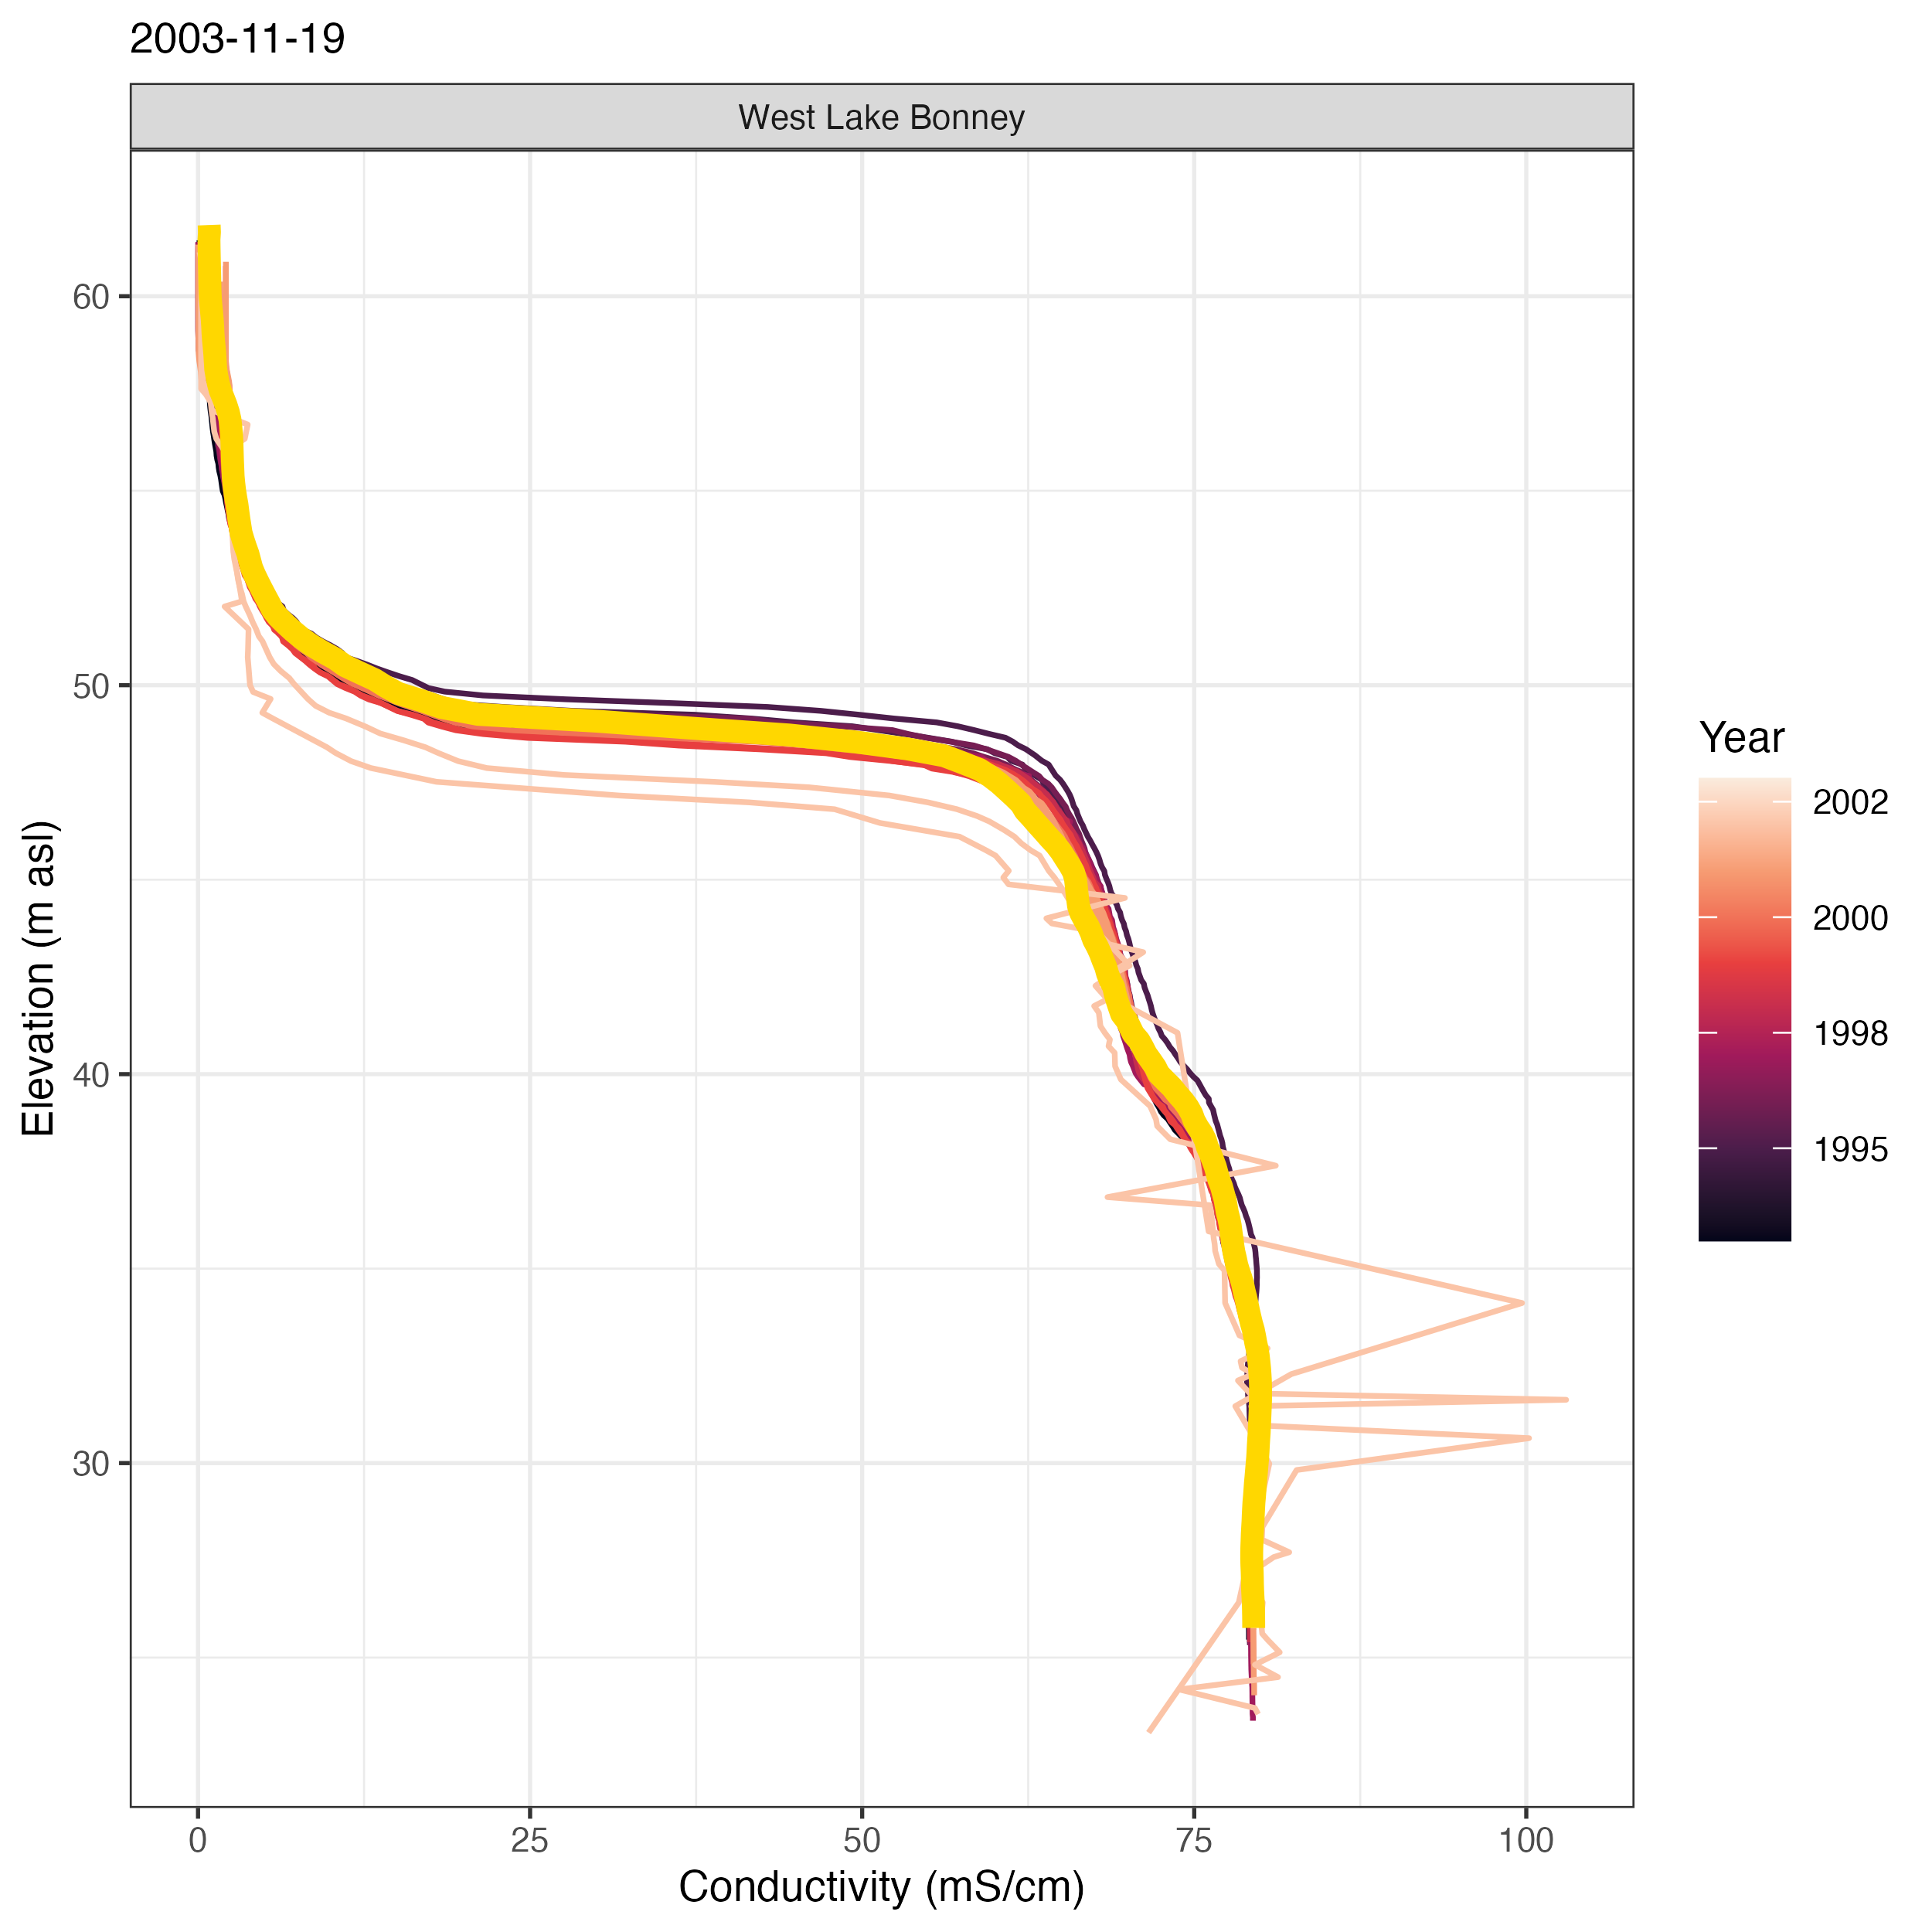 2003-11-19
West Lake Bonney
60
50
40
30
Elevation (m asl)
0 25 50 75 100
Conductivity (mS/cm)
Year
2002
2000
1998
1995